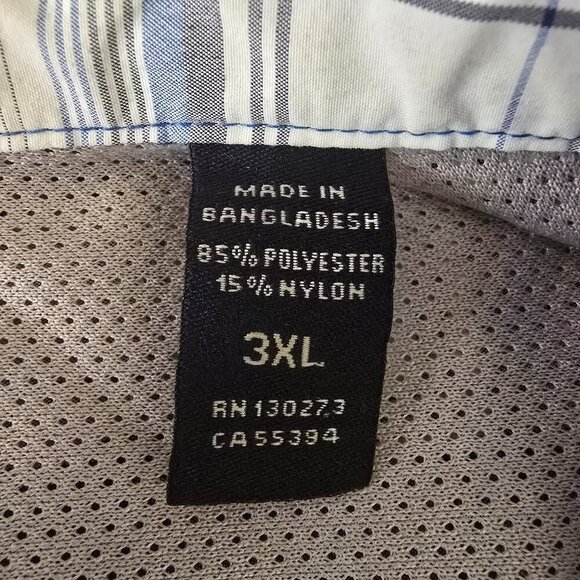 MADE IN
BANGLADESH
85% POLYESTER
15% NYLON
3XL
RN 130273
CA 55394